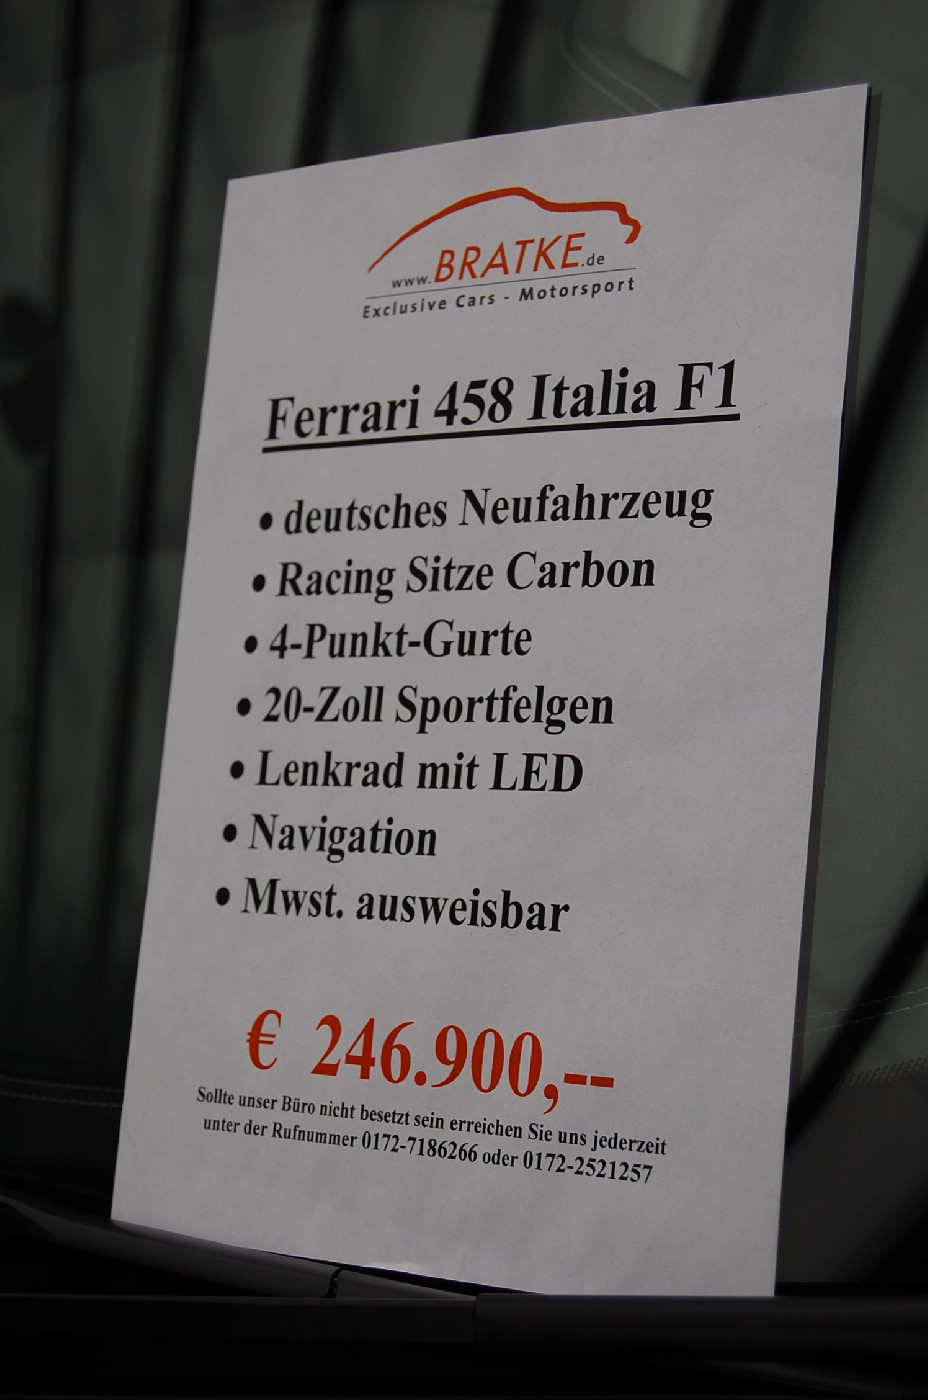 www.BRATKE.de
Exclusive Cars - Motorsport
Ferrari 458 Italia F1
• deutsches Neufahrzeug
• Racing Sitze Carbon
• 4-Punkt-Gurte
• 20-Zoll Sportfelgen
• Lenkrad mit LED
• Navigation
• Mwst. ausweisbar
€ 246.900,--
Sollte unser Büro nicht besetzt sein erreichen Sie uns jederzeit
unter der Rufnummer 0172-7186266 oder 0172-2521257